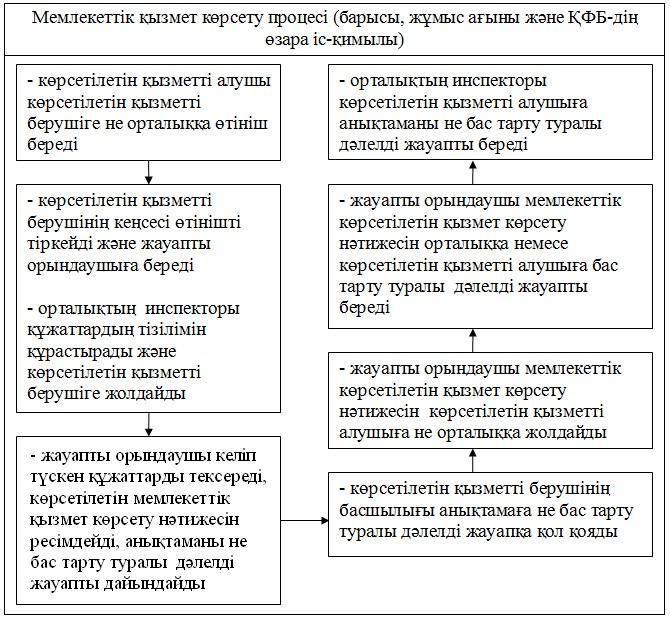 Мемлекеттік қызмет көрсету процесі (барысы, жұмыс ағыны және ҚФБ-дің
өзара іс-қимылы)
- көрсетілетін қызметті алушы
көрсетілетін қызметті
берушіге не орталыққа өтініш
береді
- көрсетілетін қызметті
берушінің кеңсесі өтінішті
тіркейді және жауапты
орындаушыға береді
- орталықтың  инспекторы
құжаттардың тізілімін
құрастырады және
көрсетілетін қызметті
берушіге жолдайды
- жауапты орындаушы келіп
түскен құжаттарды тексереді,
көрсетілетін мемлекеттік
қызмет көрсету нәтижесін
ресімдейді, анықтаманы не
бас тарту туралы  дәлелді
жауапты дайындайды
- көрсетілетін қызметті берушінің
басшылығы анықтамаға не бас тарту
туралы дәлелді жауапқа қол қояды
- жауапты орындаушы мемлекеттік
көрсетілетін қызмет көрсету
нәтижесін  көрсетілетін қызметті
алушыға не орталыққа жолдайды
- жауапты орындаушы мемлекеттік
көрсетілетін қызмет көрсету
нәтижесін орталыққа немесе
көрсетілетін қызметті алушыға бас
тарту туралы  дәлелді жауапты
береді
- орталықтың инспекторы
көрсетілетін қызметті алушыға
анықтаманы не бас тарту туралы
дәлелді жауапты береді